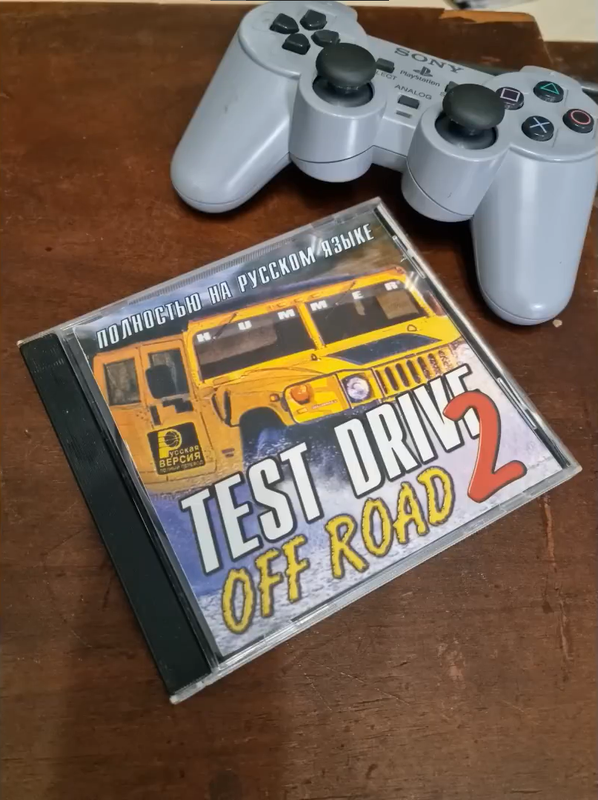 SONY
PlayStation
ANALOG
ПОЛНОСТЬЮ НА РУССКОМ ЯЗЫКЕ
HUMMER
Русская
ВЕРСИЯ
TEST DRIVE
2
OFF ROAD